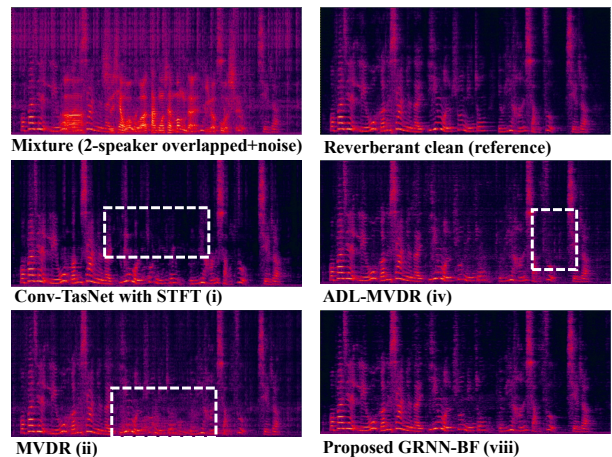 Mixture (2-speaker overlapped+noise)
Reverberant clean (reference)
Conv-TasNet with STFT (i)
ADL-MVDR (iv)
MVDR (ii)
Proposed GRNN-BF (viii)